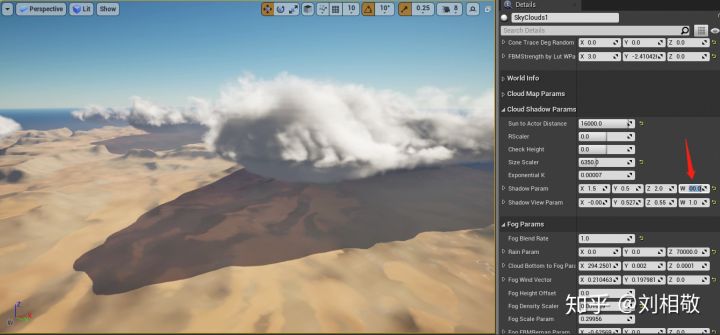 Perspective Lit Show 10 10° 0.25 8
Details
SkyClouds1
Search Details
Cone Trace Deg Random X 0.0 Y 0.0 Z 0.0
FBMStrength by Lut WPa X 3.0 Y -2.41042
World Info
Cloud Map Params
Cloud Shadow Params
Sun to Actor Distance 16000.0
RScaler 0.0
Check Height 0.0
Size Scaler 6350.0
Exponential K 0.00007
Shadow Param X 1.5 Y 0.5 Z 2.0 W 00.0
Shadow View Param X -0.00 Y 0.527 Z 0.55 W 1.0
Fog Params
Fog Blend Rate 1.0
Rain Param X 0.0 Y 0.0 Z 70000.0
Cloud Bottom to Fog Para X 294.2501 Y 0.002 Z 0.0001
Fog Wind Vector X 0.210463 Y 0.197981 Z 0.0
Fog Height Offset 0.0
Fog Density Scaler
Fog Scale Param 0.29956
Fog FBMRemap Param X -0.62569 Y 0.0
知乎 @刘相敬
Z X